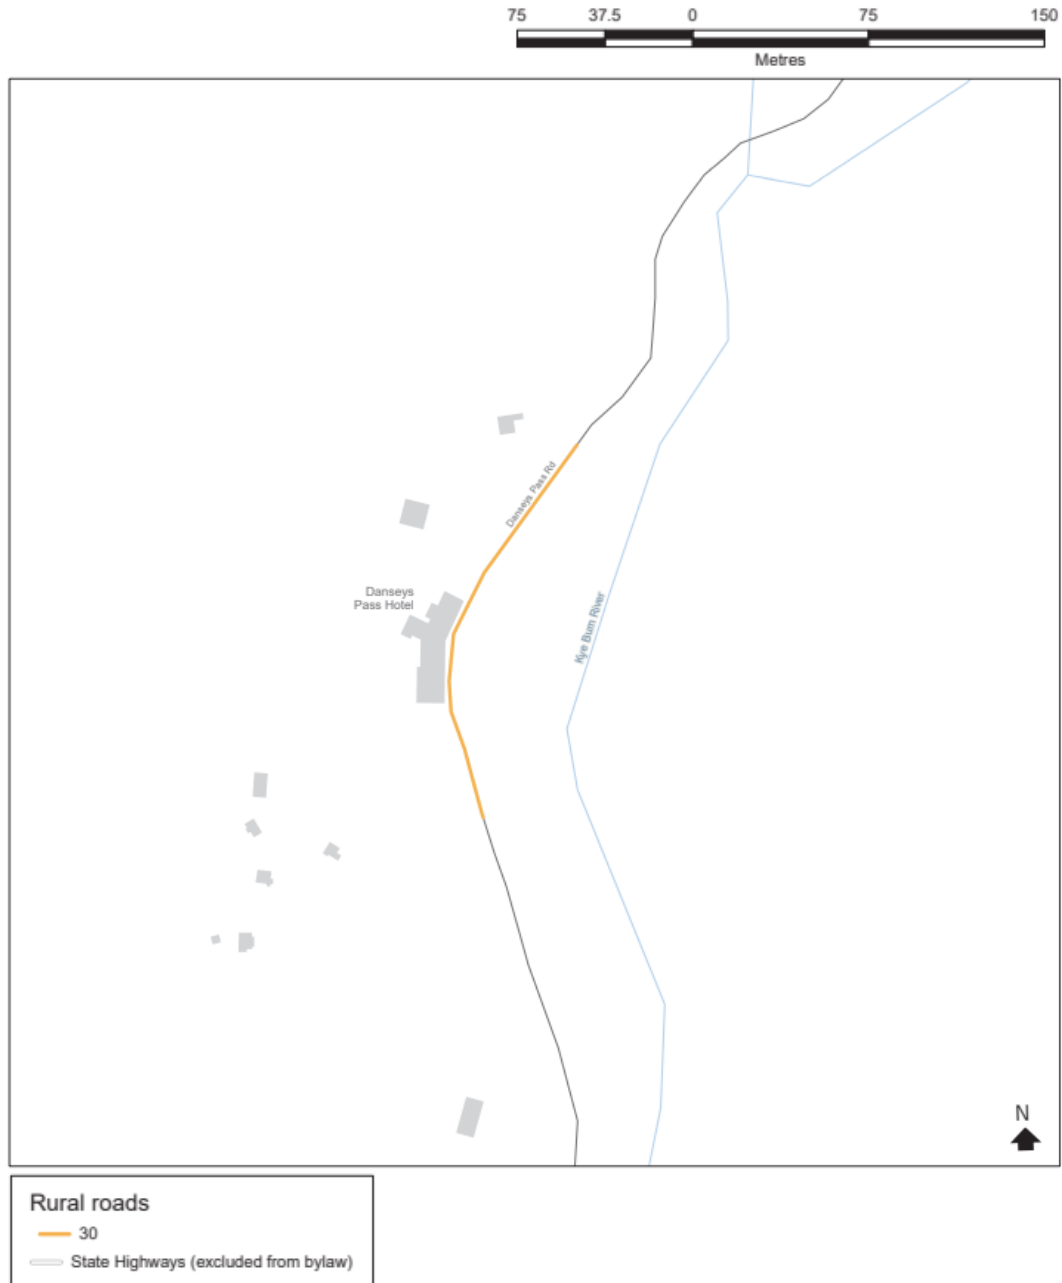 75 37.5 0 75 150
Metres
Danseys Pass Rd
Danseys
Pass Hotel
Kye Burn River
N
Rural roads
30
State Highways (excluded from bylaw)